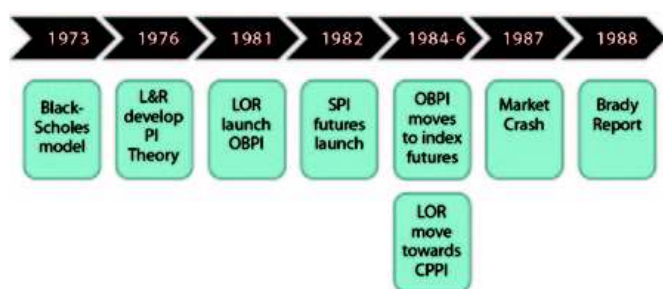 1973
1976
1981
1982
1984-6
1987
1988
Black-
Scholes
model
L&R
develop
PI
Theory
LOR
launch
OBPI
SPI
futures
launch
OBPI
moves
to index
futures
Market
Crash
Brady
Report
LOR
move
towards
CPPI